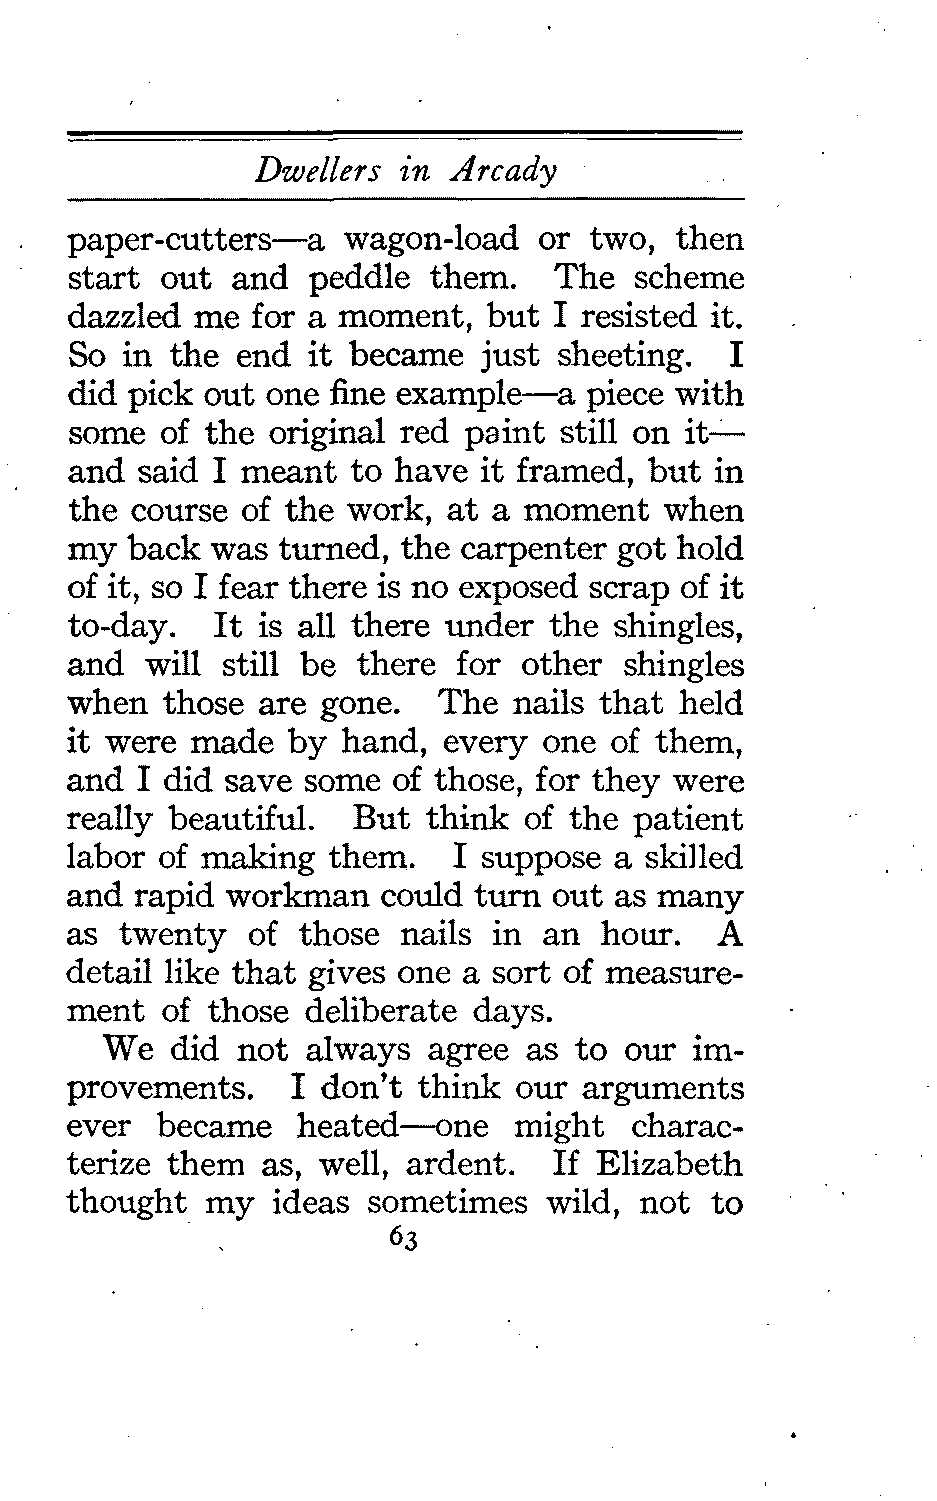 Dwellers in Arcady
paper-cutters—a wagon-load or two, then
start out and peddle them. The scheme
dazzled me for a moment, but I resisted it.
So in the end it became just sheeting. I
did pick out one fine example—a piece with
some of the original red paint still on it—
and said I meant to have it framed, but in
the course of the work, at a moment when
my back was turned, the carpenter got hold
of it, so I fear there is no exposed scrap of it
to-day. It is all there under the shingles,
and will still be there for other shingles
when those are gone. The nails that held
it were made by hand, every one of them,
and I did save some of those, for they were
really beautiful. But think of the patient
labor of making them. I suppose a skilled
and rapid workman could turn out as many
as twenty of those nails in an hour. A
detail like that gives one a sort of measure-
ment of those deliberate days.
We did not always agree as to our im-
provements. I don't think our arguments
ever became heated—one might charac-
terize them as, well, ardent. If Elizabeth
thought my ideas sometimes wild, not to
63